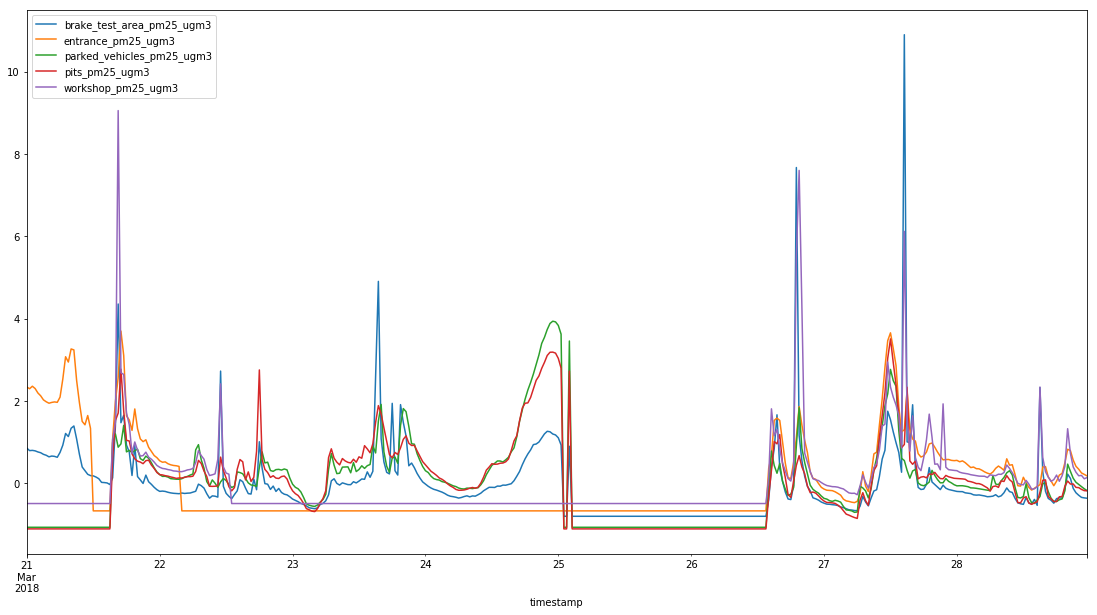 brake_test_area_pm25_ugm3
entrance_pm25_ugm3
parked_vehicles_pm25_ugm3
pits_pm25_ugm3
workshop_pm25_ugm3
10
8
6
4
2
0
21 22 23 24 25 26 27 28
Mar
2018
timestamp